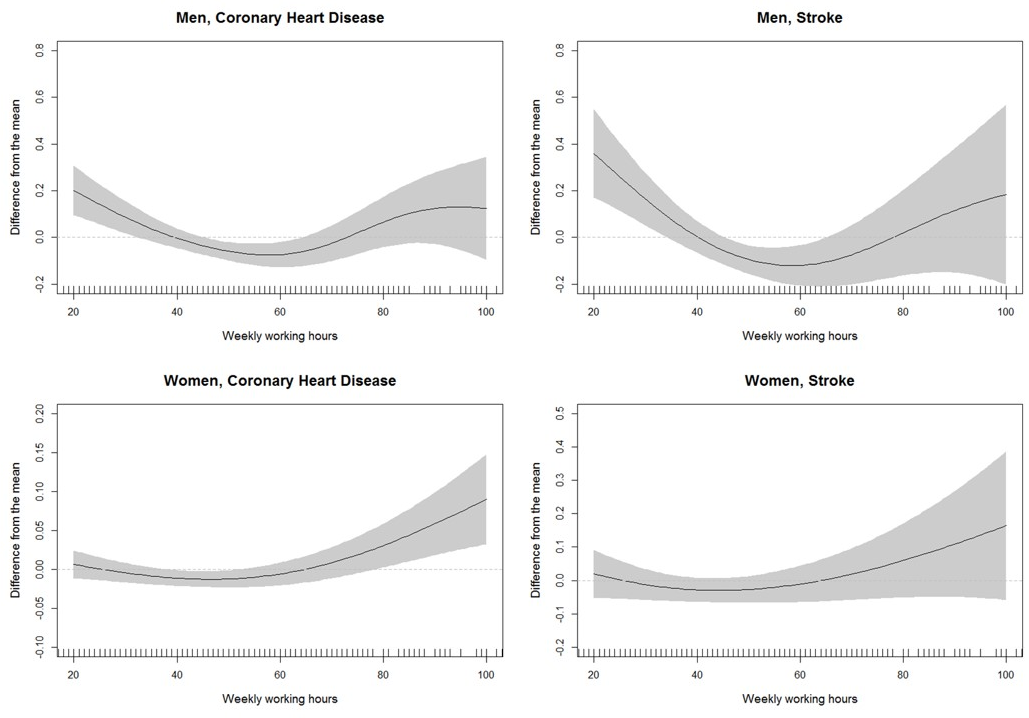 Men, Coronary Heart Disease
Difference from the mean
0.8
0.6
0.4
0.2
0.0
-0.2
20 40 60 80 100
Weekly working hours
Men, Stroke
Difference from the mean
0.8
0.6
0.4
0.2
0.0
-0.2
20 40 60 80 100
Weekly working hours
Women, Coronary Heart Disease
Difference from the mean
0.20
0.15
0.10
0.05
0.00
-0.05
-0.10
20 40 60 80 100
Weekly working hours
Women, Stroke
Difference from the mean
0.5
0.4
0.3
0.2
0.1
0.0
-0.1
-0.2
20 40 60 80 100
Weekly working hours